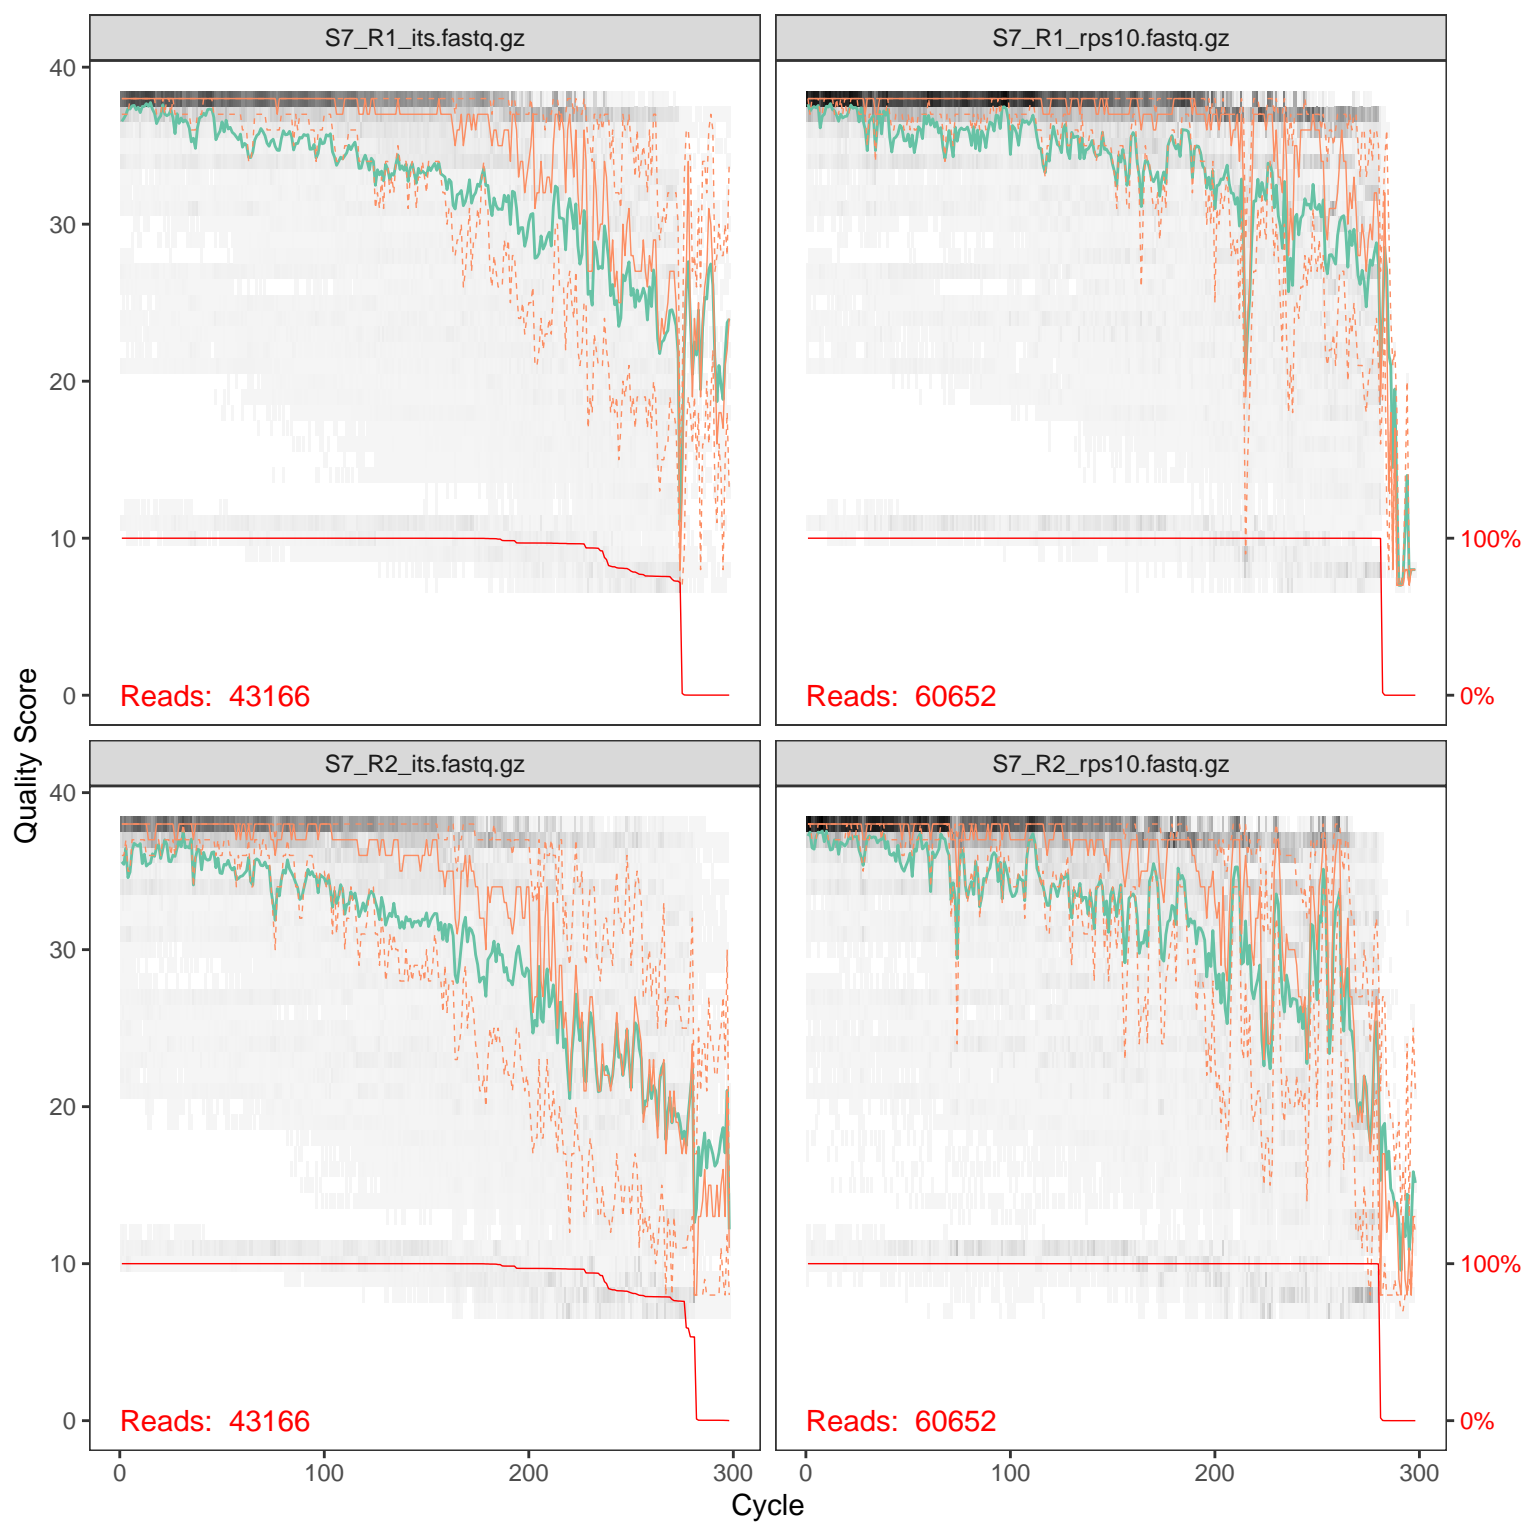 S7_R1_its.fastq.gz
S7_R1_rps10.fastq.gz
40
30
20
10
0
100%
0%
Reads: 43166
Reads: 60652
Quality Score
S7_R2_its.fastq.gz
S7_R2_rps10.fastq.gz
40
30
20
10
0
100%
0%
Reads: 43166
Reads: 60652
0 100 200 300
0 100 200 300
Cycle